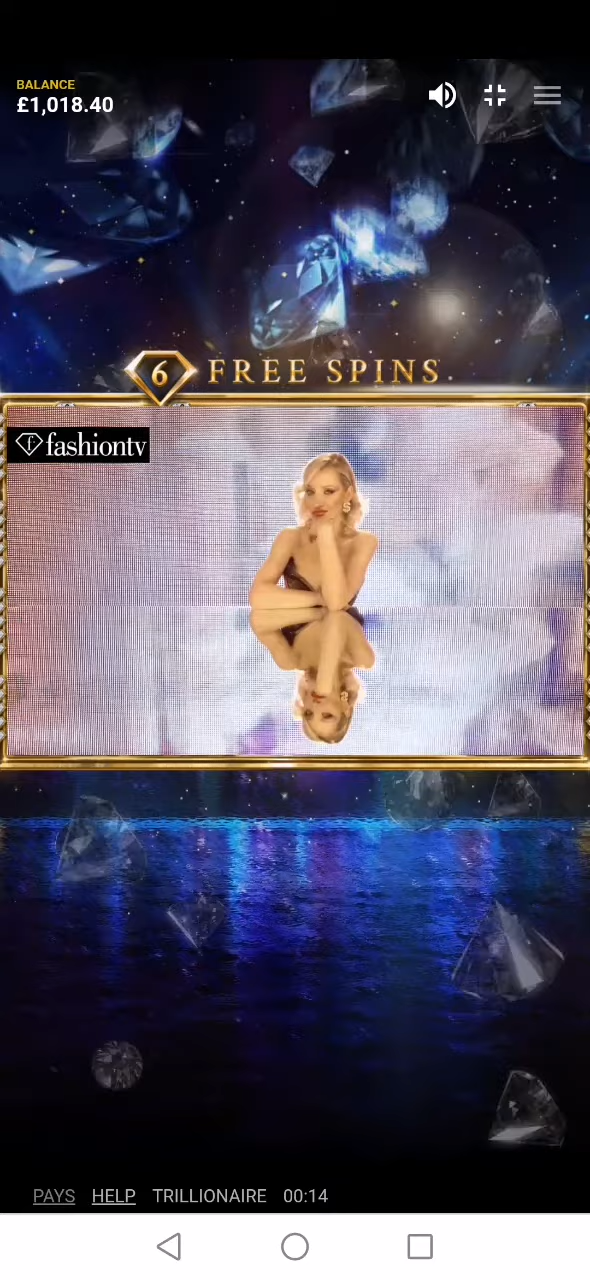 BALANCE
£1,018.40
6 FREE SPINS
fashiontv
PAYS HELP TRILLIONAIRE 00:14